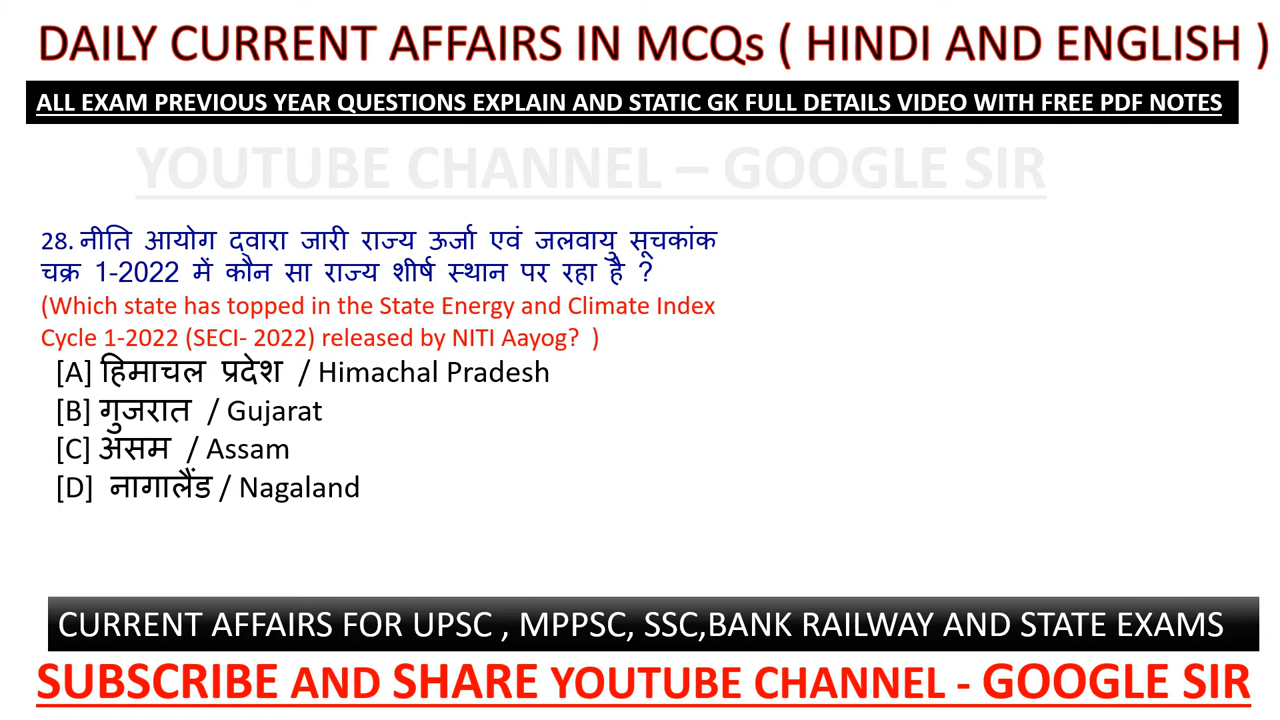 DAILY CURRENT AFFAIRS IN MCQs ( HINDI AND ENGLISH )
ALL EXAM PREVIOUS YEAR QUESTIONS EXPLAIN AND STATIC GK FULL DETAILS VIDEO WITH FREE PDF NOTES
YOUTUBE CHANNEL – GOOGLE SIR
28. नीति आयोग द्वारा जारी राज्य ऊर्जा एवं जलवायु सूचकांक
चक्र 1-2022 में कौन सा राज्य शीर्ष स्थान पर रहा है ?
(Which state has topped in the State Energy and Climate Index
Cycle 1-2022 (SECI- 2022) released by NITI Aayog? )
[A] हिमाचल प्रदेश / Himachal Pradesh
[B] गुजरात / Gujarat
[C] असम / Assam
[D] नागालैंड / Nagaland
CURRENT AFFAIRS FOR UPSC , MPPSC, SSC,BANK RAILWAY AND STATE EXAMS
SUBSCRIBE AND SHARE YOUTUBE CHANNEL - GOOGLE SIR